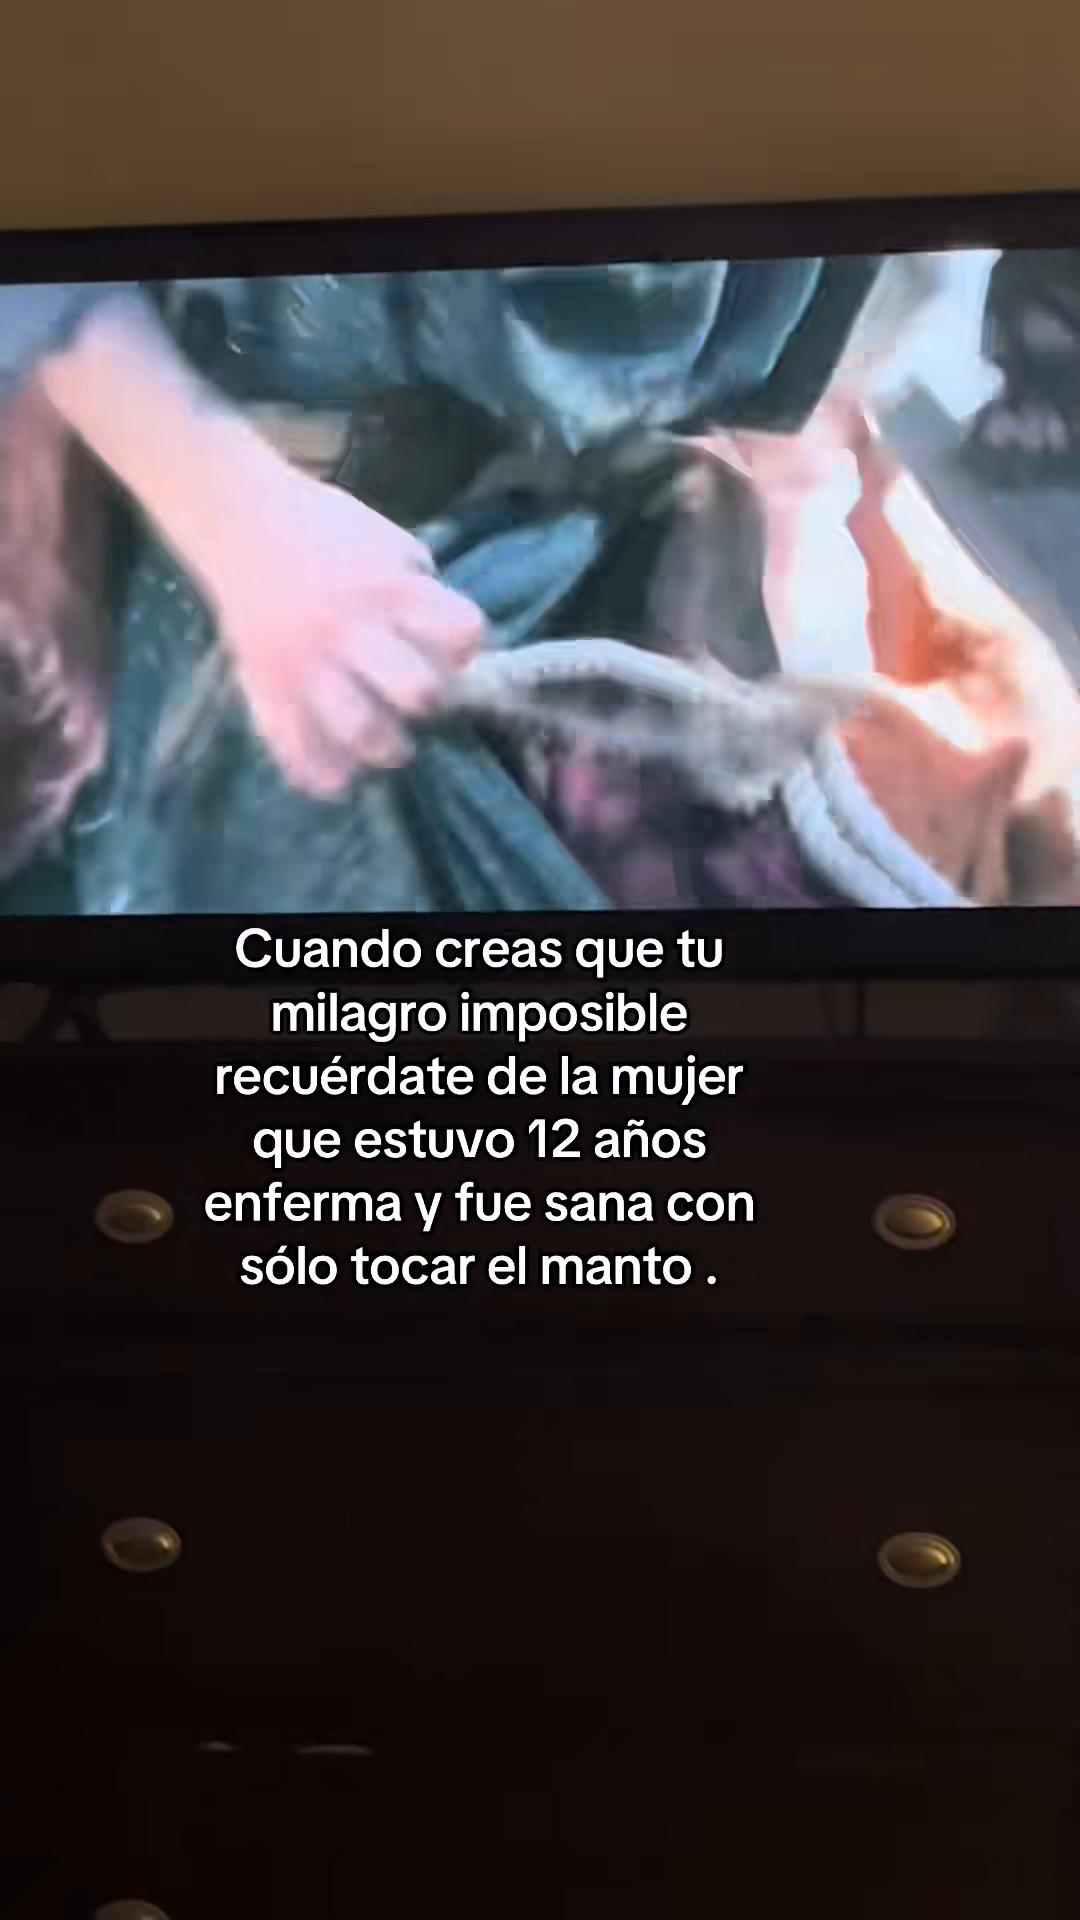 Cuando creas que tu
milagro imposible
recuérdate de la mujer
que estuvo 12 años
enferma y fue sana con
sólo tocar el manto .